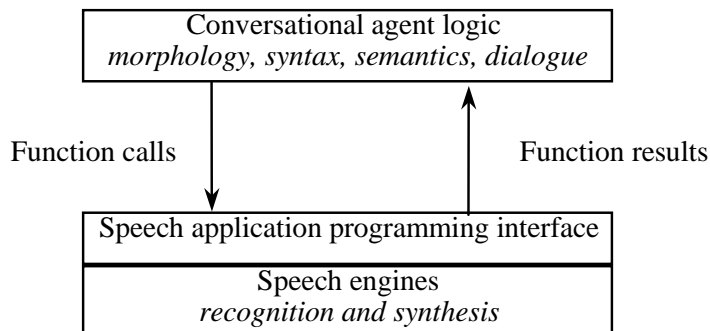 Conversational agent logic
morphology, syntax, semantics, dialogue
Function calls
Function results
Speech application programming interface
Speech engines
recognition and synthesis